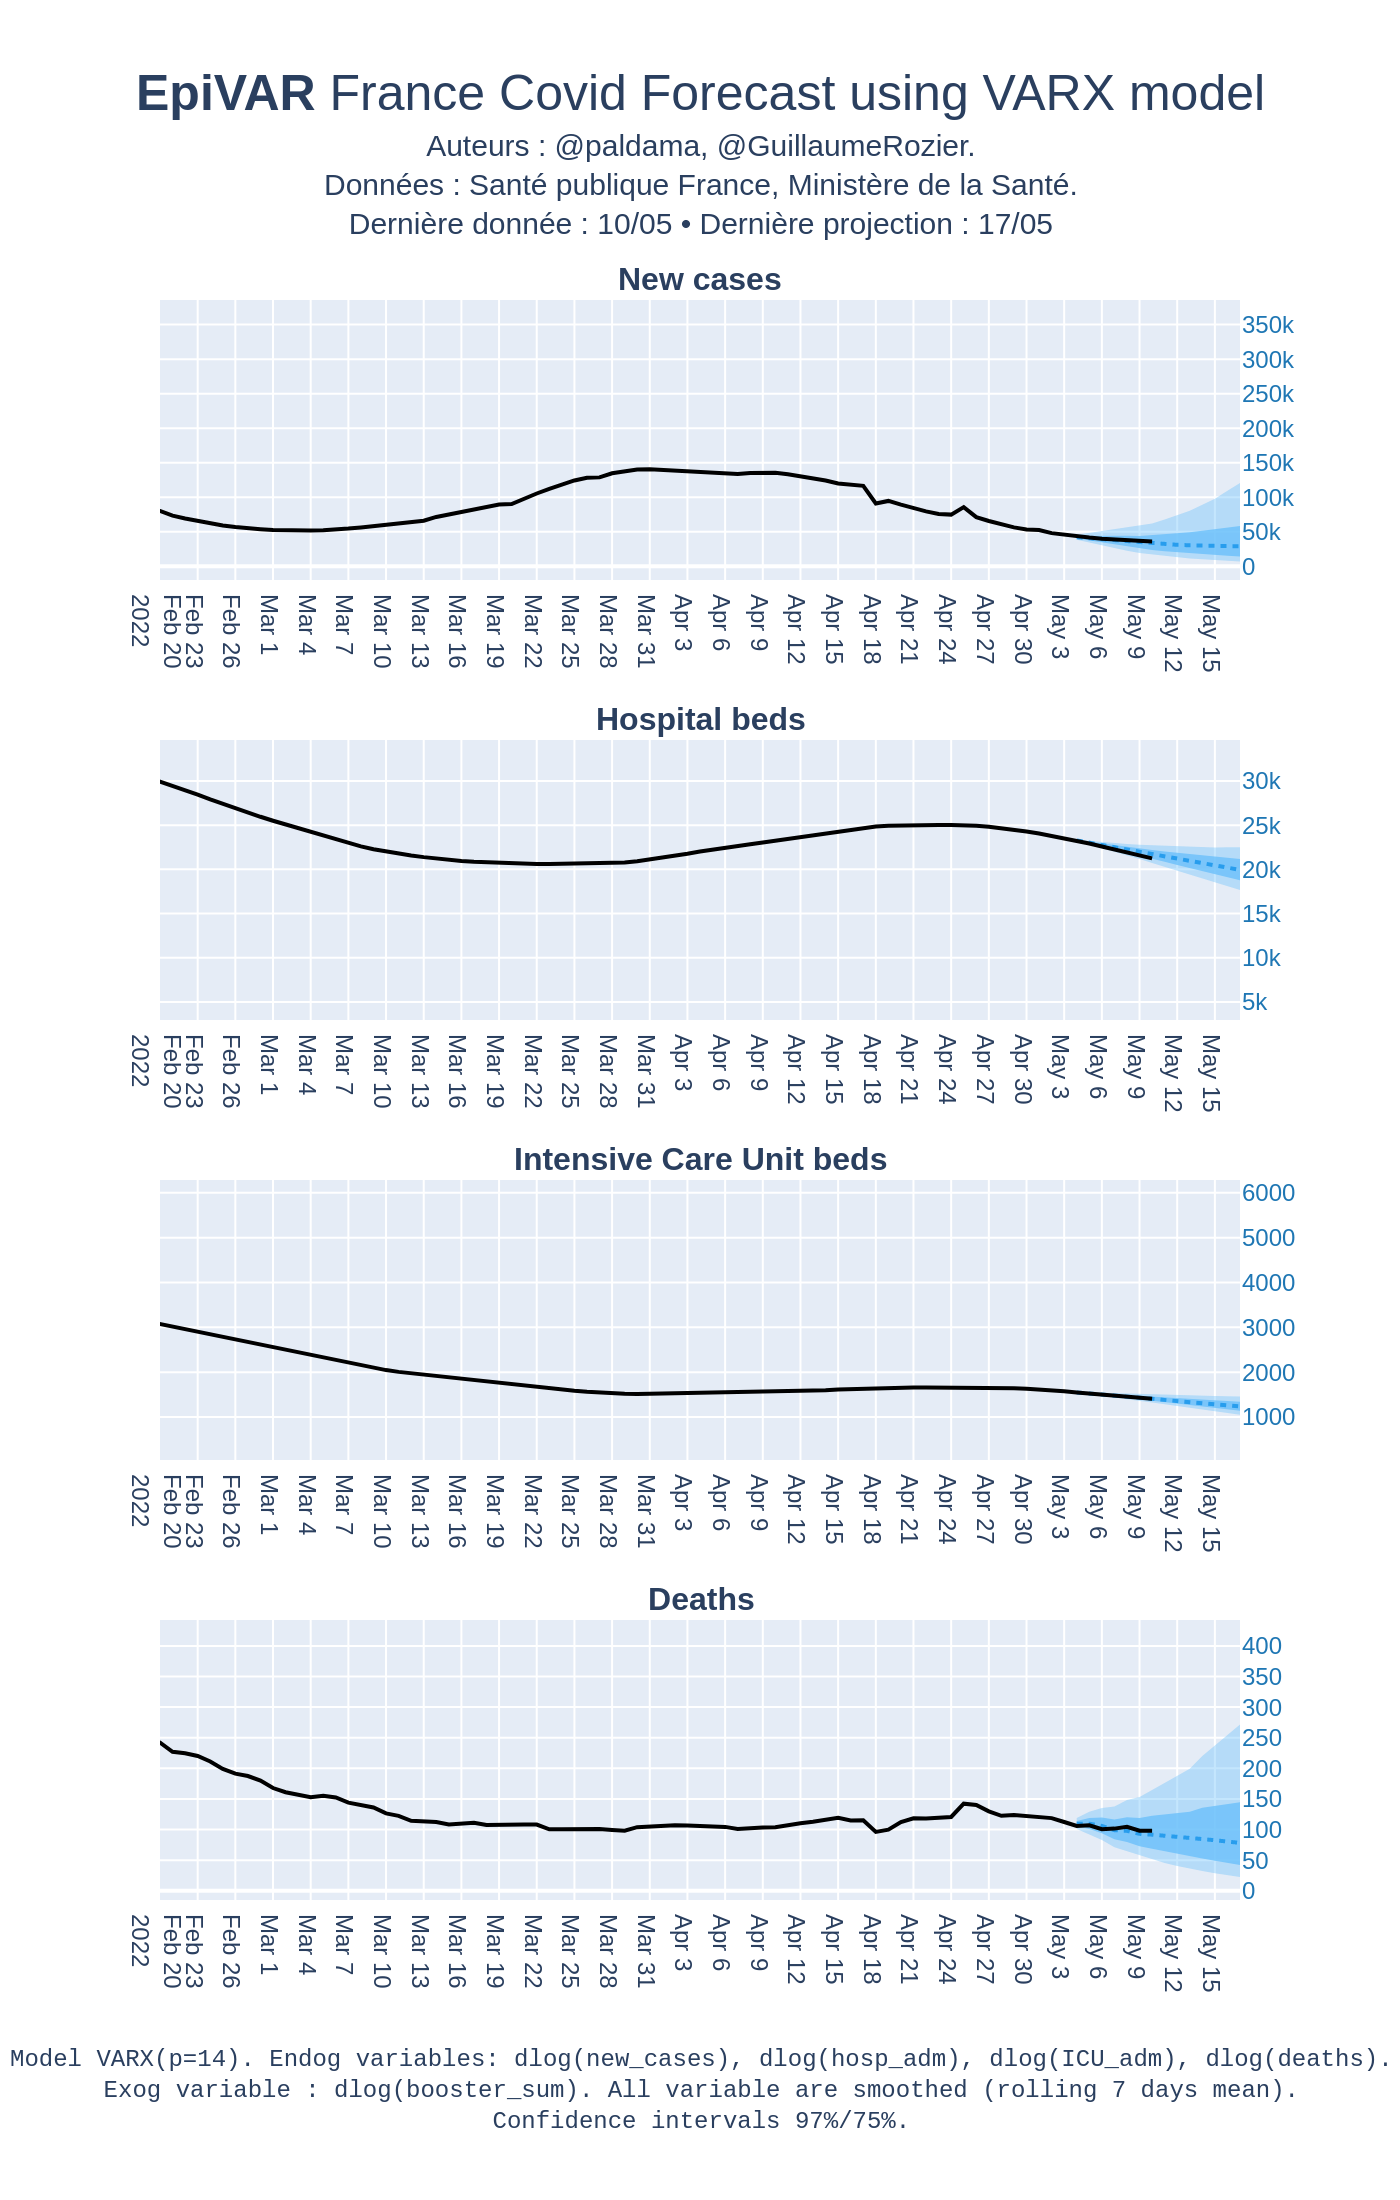 EpiVAR France Covid Forecast using VARX model
Auteurs : @paldama, @GuillaumeRozier.
Données : Santé publique France, Ministère de la Santé.
Dernière donnée : 10/05 • Dernière projection : 17/05
New cases
350k
300k
250k
200k
150k
100k
50k
0
Feb 20
2022
Feb 23
Feb 26
Mar 1
Mar 4
Mar 7
Mar 10
Mar 13
Mar 16
Mar 19
Mar 22
Mar 25
Mar 28
Mar 31
Apr 3
Apr 6
Apr 9
Apr 12
Apr 15
Apr 18
Apr 21
Apr 24
Apr 27
Apr 30
May 3
May 6
May 9
May 12
May 15
Hospital beds
30k
25k
20k
15k
10k
5k
Feb 20
2022
Feb 23
Feb 26
Mar 1
Mar 4
Mar 7
Mar 10
Mar 13
Mar 16
Mar 19
Mar 22
Mar 25
Mar 28
Mar 31
Apr 3
Apr 6
Apr 9
Apr 12
Apr 15
Apr 18
Apr 21
Apr 24
Apr 27
Apr 30
May 3
May 6
May 9
May 12
May 15
Intensive Care Unit beds
6000
5000
4000
3000
2000
1000
Feb 20
2022
Feb 23
Feb 26
Mar 1
Mar 4
Mar 7
Mar 10
Mar 13
Mar 16
Mar 19
Mar 22
Mar 25
Mar 28
Mar 31
Apr 3
Apr 6
Apr 9
Apr 12
Apr 15
Apr 18
Apr 21
Apr 24
Apr 27
Apr 30
May 3
May 6
May 9
May 12
May 15
Deaths
400
350
300
250
200
150
100
50
0
Feb 20
2022
Feb 23
Feb 26
Mar 1
Mar 4
Mar 7
Mar 10
Mar 13
Mar 16
Mar 19
Mar 22
Mar 25
Mar 28
Mar 31
Apr 3
Apr 6
Apr 9
Apr 12
Apr 15
Apr 18
Apr 21
Apr 24
Apr 27
Apr 30
May 3
May 6
May 9
May 12
May 15
Model VARX(p=14). Endog variables: dlog(new_cases), dlog(hosp_adm), dlog(ICU_adm), dlog(deaths).
Exog variable : dlog(booster_sum). All variable are smoothed (rolling 7 days mean).
Confidence intervals 97%/75%.